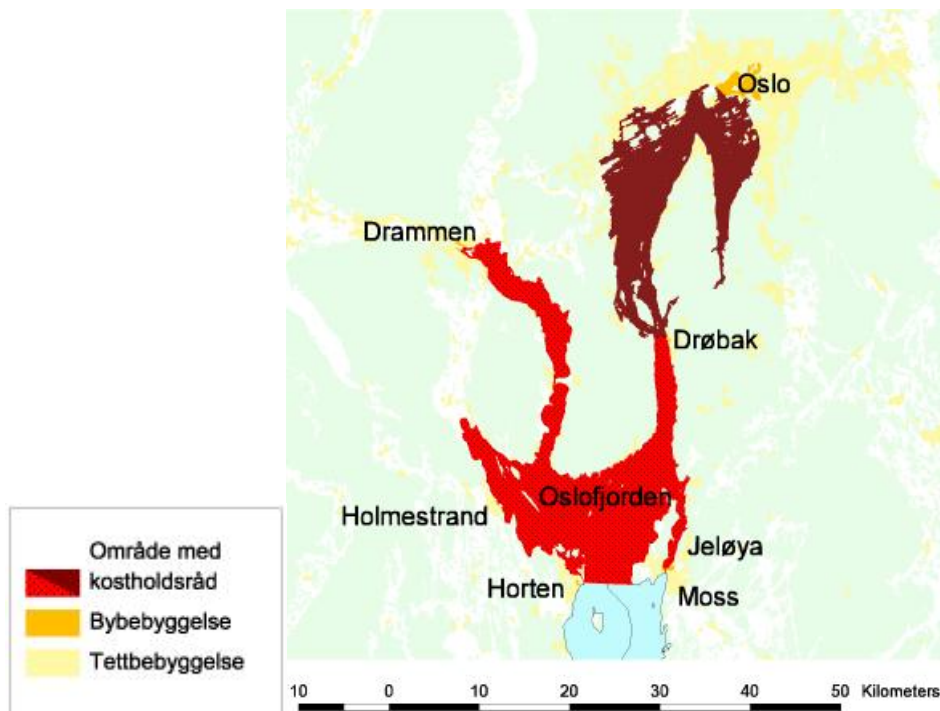 Oslo
Drammen
Drøbak
Oslofjorden
Holmestrand
Jeløya
Horten
Moss
Område med
kostholdsråd
Bybebyggelse
Tettbebyggelse
10 0 10 20 30 40 50 Kilometers